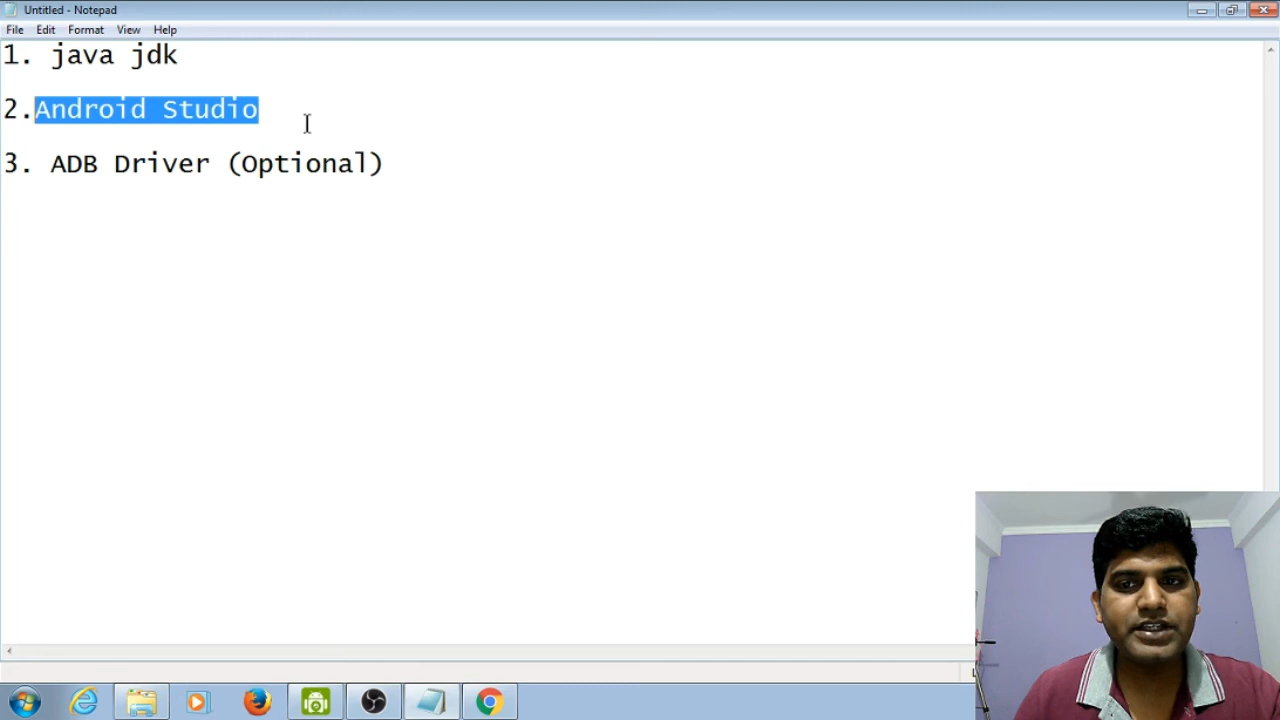 Untitled - Notepad
File Edit Format View Help
1. java jdk
2.Android Studio
3. ADB Driver (Optional)